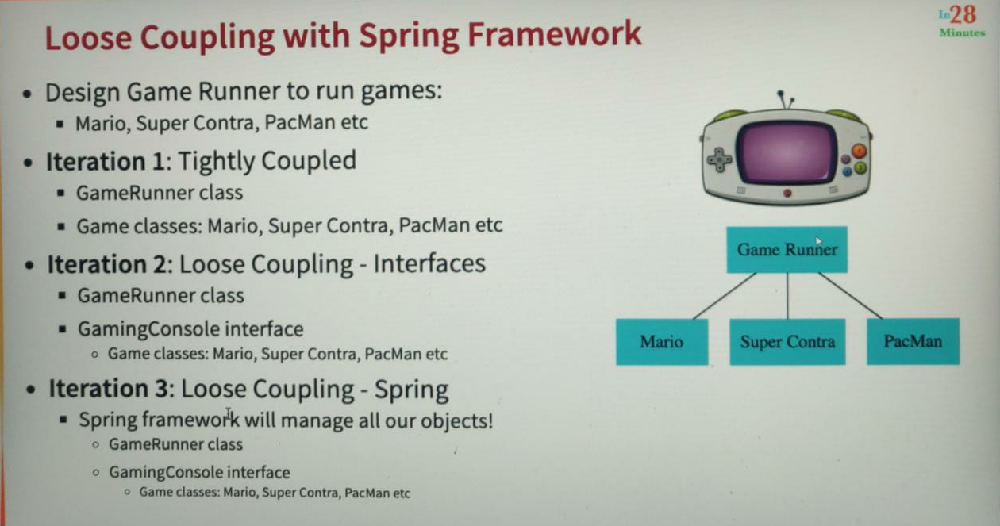 Loose Coupling with Spring Framework
In28
Minutes
Design Game Runner to run games:
Mario, Super Contra, PacMan etc
Iteration 1: Tightly Coupled
GameRunner class
Game classes: Mario, Super Contra, PacMan etc
Iteration 2: Loose Coupling - Interfaces
GameRunner class
GamingConsole interface
Game classes: Mario, Super Contra, PacMan etc
Iteration 3: Loose Coupling - Spring
Spring framework will manage all our objects!
GameRunner class
GamingConsole interface
Game classes: Mario, Super Contra, PacMan etc
Game Runner
Mario
Super Contra
PacMan